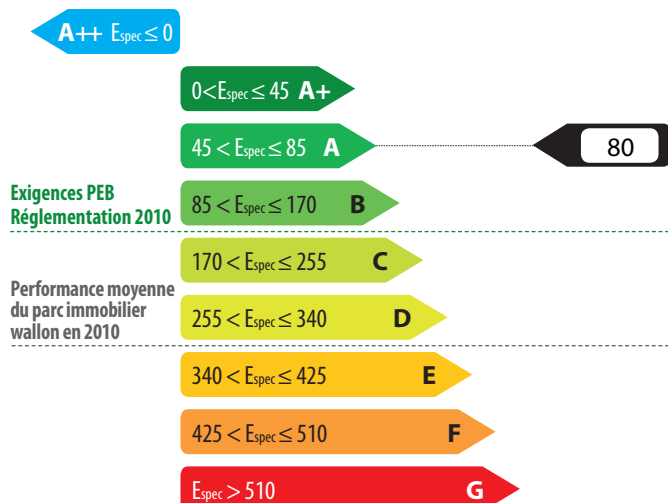 A++ Espec ≤ 0
0<Espec ≤ 45 A+
45 < Espec ≤ 85 A
80
Exigences PEB
Réglementation 2010
85 < Espec ≤ 170 B
170 < Espec ≤ 255 C
Performance moyenne
du parc immobilier
wallon en 2010
255 < Espec ≤ 340 D
340 < Espec ≤ 425 E
425 < Espec ≤ 510 F
Espec > 510 G